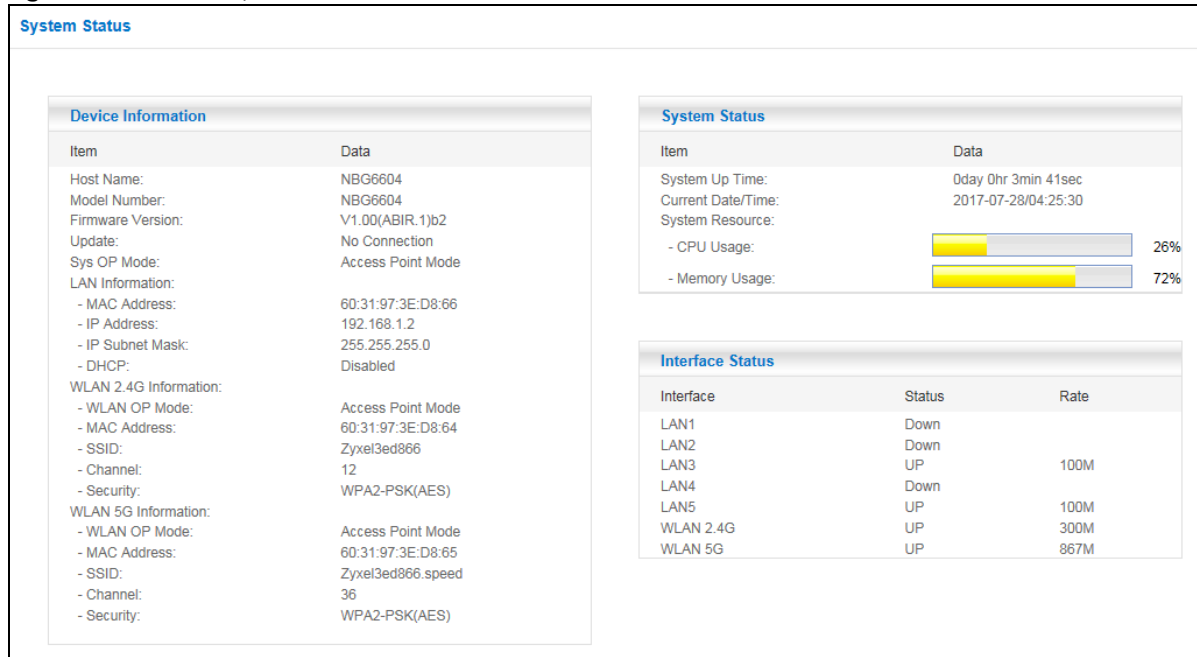 System Status
Device Information
Item Data
Host Name: NBG6604
Model Number: NBG6604
Firmware Version: V1.00(ABIR.1)b2
Update: No Connection
Sys OP Mode: Access Point Mode
LAN Information:
- MAC Address: 60:31:97:3E:D8:66
- IP Address: 192.168.1.2
- IP Subnet Mask: 255.255.255.0
- DHCP: Disabled
WLAN 2.4G Information:
- WLAN OP Mode: Access Point Mode
- MAC Address: 60:31:97:3E:D8:64
- SSID: Zyxel3ed866
- Channel: 12
- Security: WPA2-PSK(AES)
WLAN 5G Information:
- WLAN OP Mode: Access Point Mode
- MAC Address: 60:31:97:3E:D8:65
- SSID: Zyxel3ed866.speed
- Channel: 36
- Security: WPA2-PSK(AES)
System Status
Item Data
System Up Time: 0day 0hr 3min 41sec
Current Date/Time: 2017-07-28/04:25:30
System Resource:
- CPU Usage: 26%
- Memory Usage: 72%
Interface Status
Interface Status Rate
LAN1 Down
LAN2 Down
LAN3 UP 100M
LAN4 Down
LAN5 UP 100M
WLAN 2.4G UP 300M
WLAN 5G UP 867M